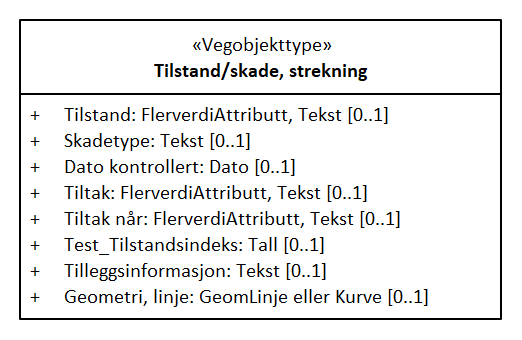 «Vegobjekttype»
Tilstand/skade, strekning
+ Tilstand: FlerverdiAttributt, Tekst [0..1]
+ Skadetype: Tekst [0..1]
+ Dato kontrollert: Dato [0..1]
+ Tiltak: FlerverdiAttributt, Tekst [0..1]
+ Tiltak når: FlerverdiAttributt, Tekst [0..1]
+ Test_Tilstandsindeks: Tall [0..1]
+ Tilleggsinformasjon: Tekst [0..1]
+ Geometri, linje: GeomLinje eller Kurve [0..1]